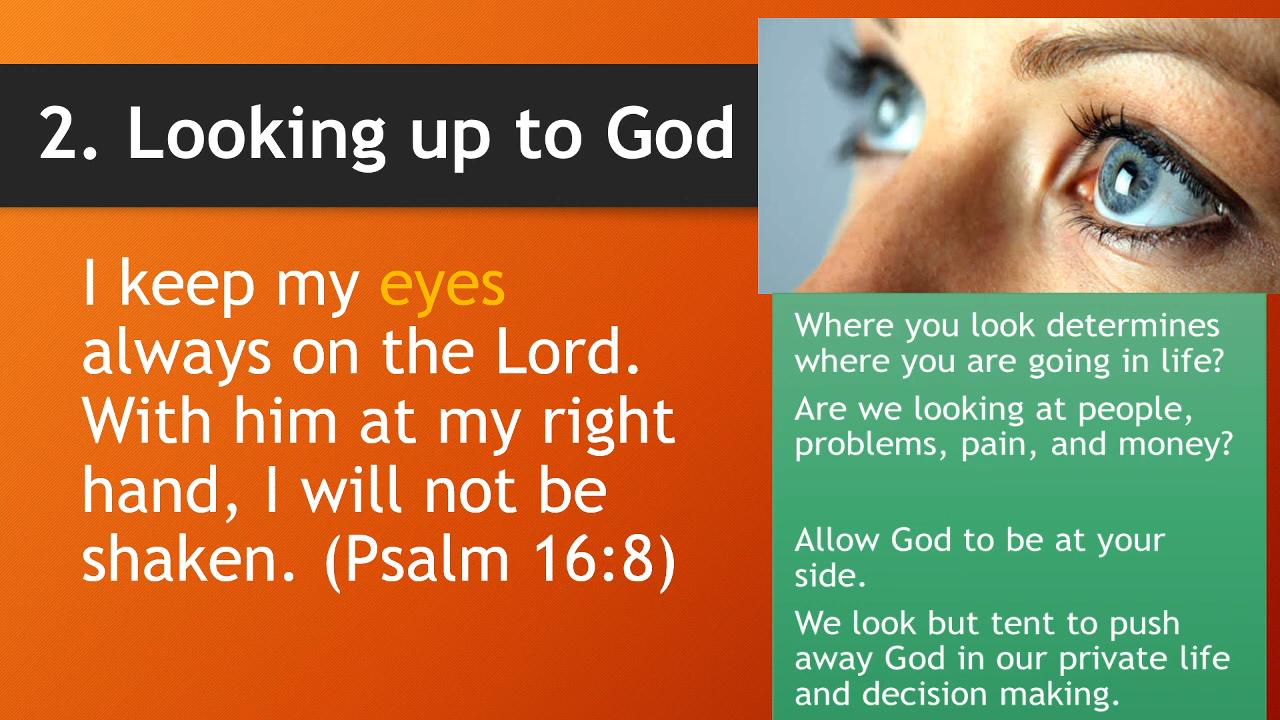 2. Looking up to God
I keep my eyes
always on the Lord.
With him at my right
hand, I will not be
shaken. (Psalm 16:8)
Where you look determines
where you are going in life?
Are we looking at people,
problems, pain, and money?
Allow God to be at your
side.
We look but tent to push
away God in our private life
and decision making.